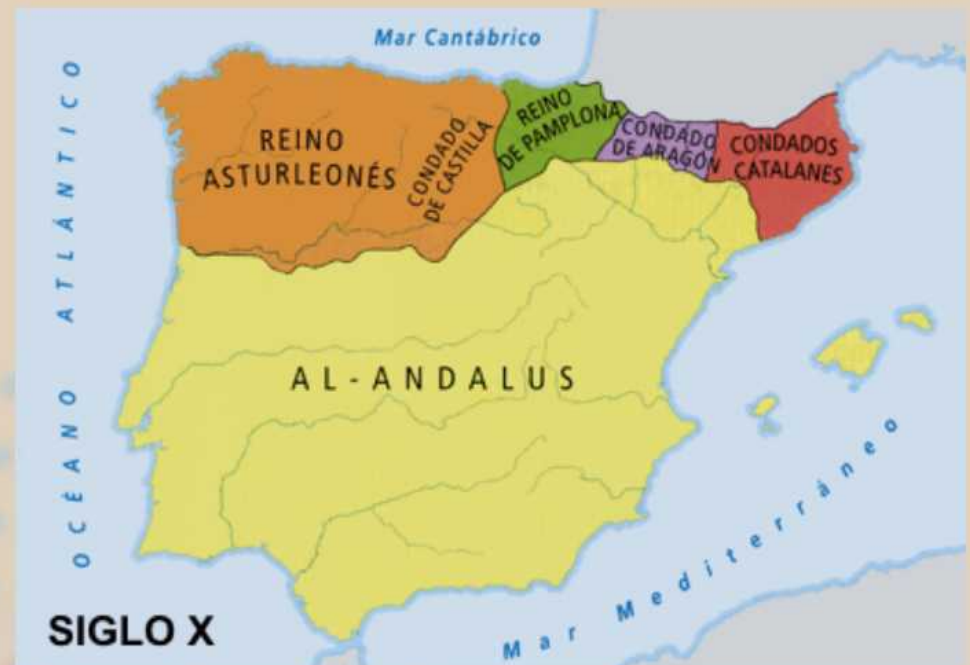 Mar Cantábrico
OCÉANO ATLÁNTICO
REINO
ASTURLEONÉS
CONDADO
DE CASTILLA
REINO
DE PAMPLONA
CONDADO
DE ARAGÓN
CONDADOS
CATALANES
AL-ANDALUS
Mar Mediterráneo
SIGLO X